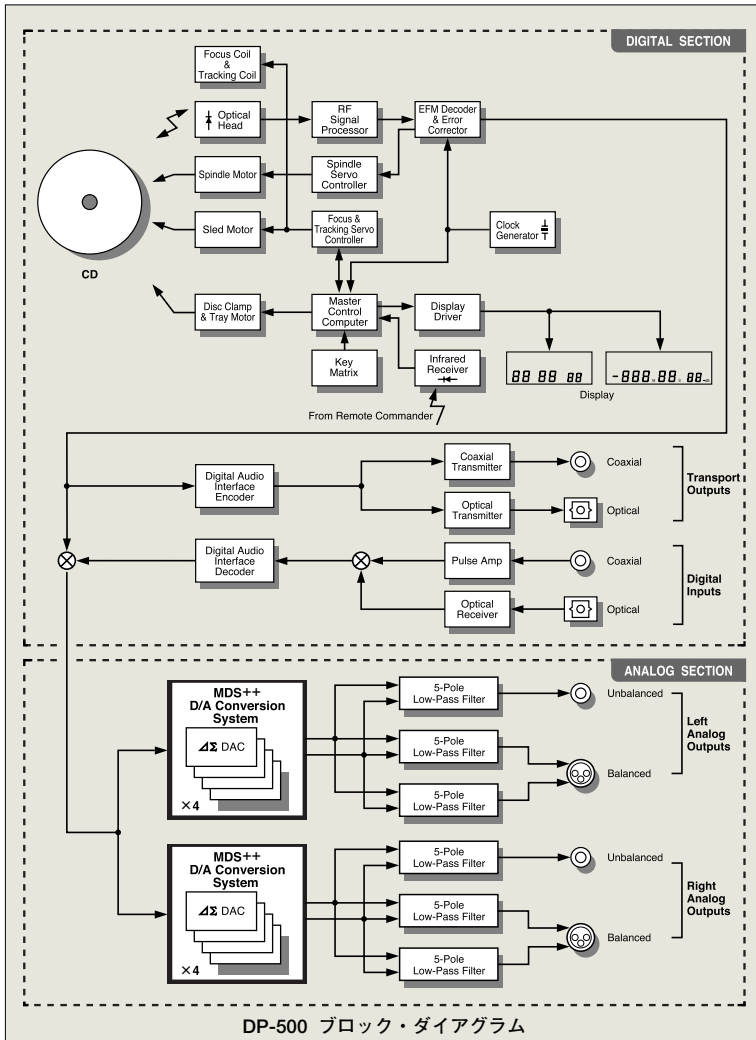 DIGITAL SECTION
Focus Coil
&
Tracking Coil
Optical
Head
RF
Signal
Processor
EFM Decoder
& Error
Corrector
Spindle Motor
Spindle
Servo
Controller
Sled Motor
Focus &
Tracking Servo
Controller
Clock
Generator
CD
Disc Clamp
& Tray Motor
Master
Control
Computer
Display
Driver
Key
Matrix
Infrared
Receiver
88 88 88
-888 M 88 S 88 -dB
Display
From Remote Commander
Digital Audio
Interface
Encoder
Coaxial
Transmitter
Coaxial
Optical
Transmitter
Optical
Transport
Outputs
Digital Audio
Interface
Decoder
Pulse Amp
Coaxial
Optical
Receiver
Optical
Digital
Inputs
ANALOG SECTION
MDS++
D/A Conversion
System
ΔΣ DAC
×4
5-Pole
Low-Pass Filter
Unbalanced
5-Pole
Low-Pass Filter
Balanced
5-Pole
Low-Pass Filter
Left
Analog
Outputs
MDS++
D/A Conversion
System
ΔΣ DAC
×4
5-Pole
Low-Pass Filter
Unbalanced
5-Pole
Low-Pass Filter
Balanced
5-Pole
Low-Pass Filter
Right
Analog
Outputs
DP-500 ブロック・ダイアグラム